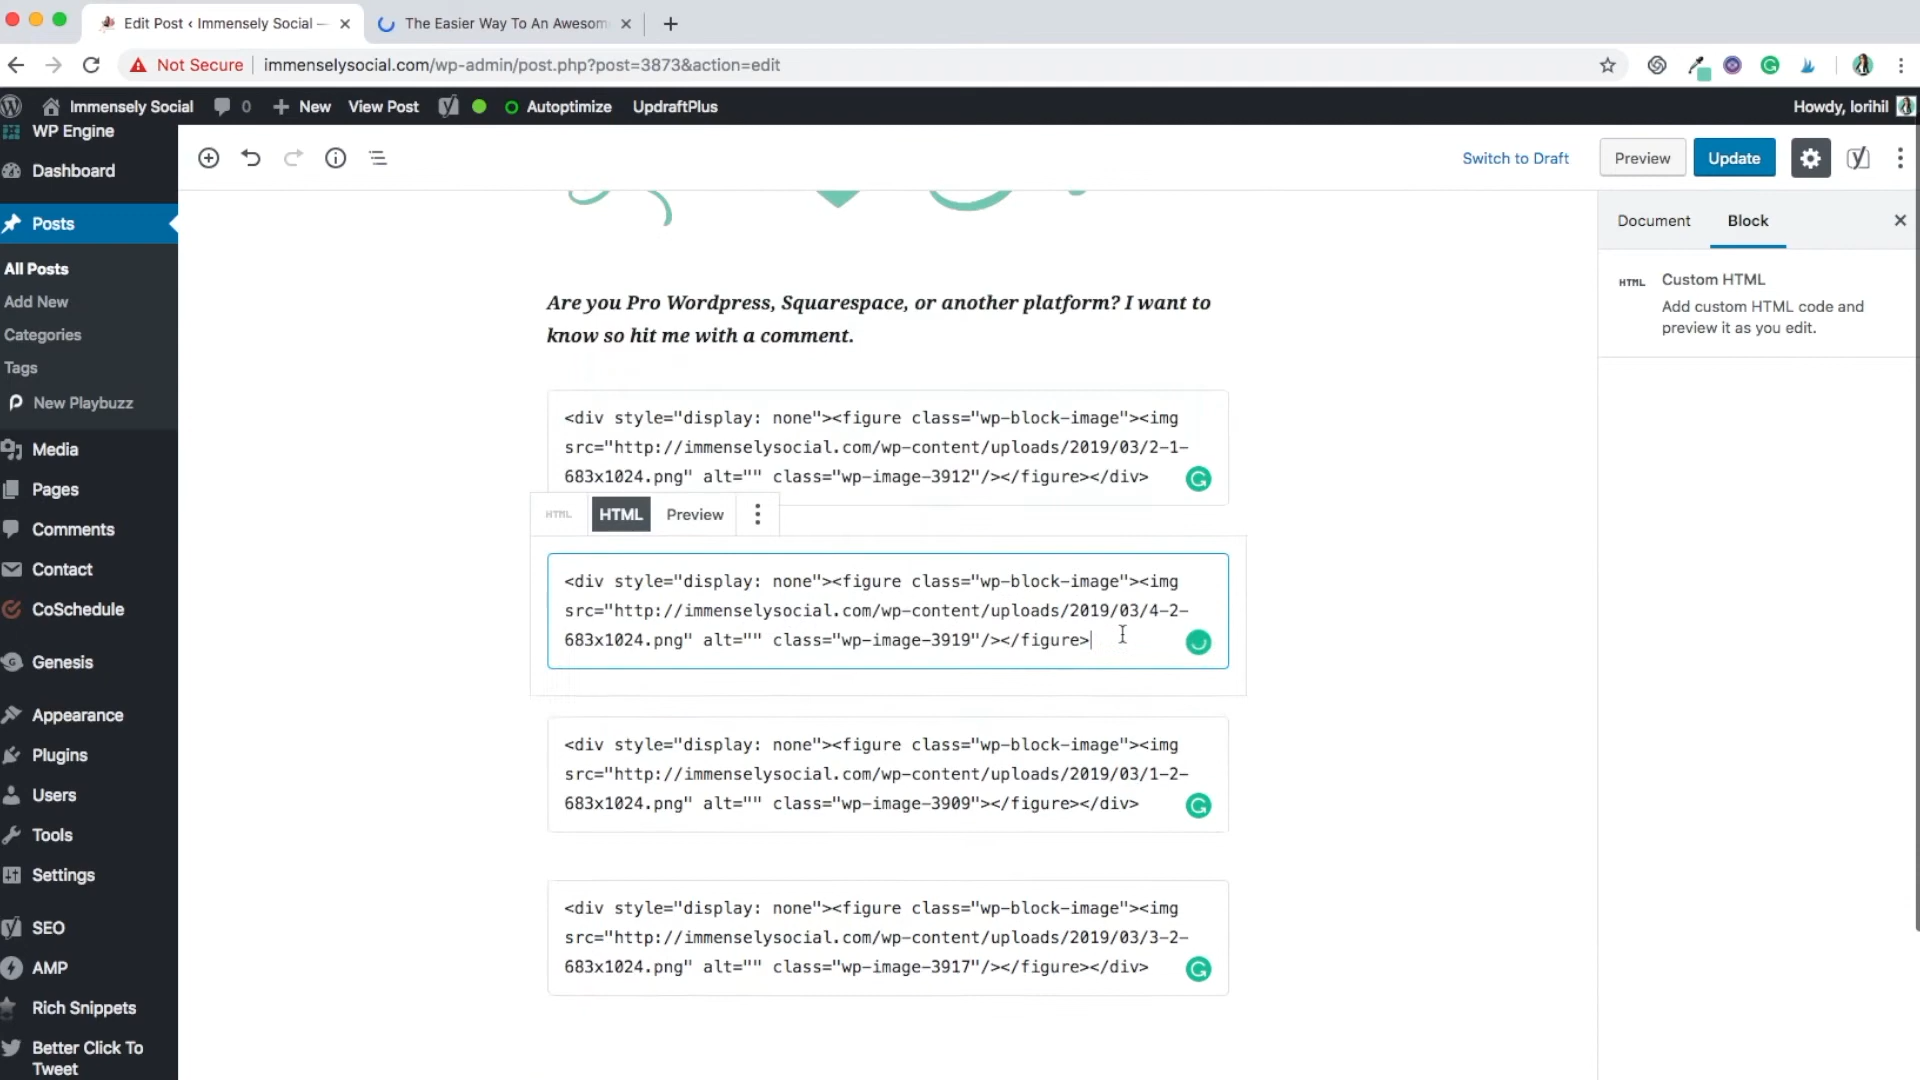 Edit Post ‹ Immensely Social —
The Easier Way To An Awesom
Not Secure
immenselysocial.com/wp-admin/post.php?post=3873&action=edit
Immensely Social
0
New
View Post
Autoptimize
UpdraftPlus
Howdy, lorihil
WP Engine
Dashboard
Posts
All Posts
Add New
Categories
Tags
New Playbuzz
Media
Pages
Comments
Contact
CoSchedule
Genesis
Appearance
Plugins
Users
Tools
Settings
SEO
AMP
Rich Snippets
Better Click To
Tweet
Switch to Draft
Preview
Update
Are you Pro Wordpress, Squarespace, or another platform? I want to
know so hit me with a comment.
<div style="display: none"><figure class="wp-block-image"><img
src="http://immenselysocial.com/wp-content/uploads/2019/03/2-1-
683x1024.png" alt="" class="wp-image-3912"/></figure></div>
HTML
HTML
Preview
<div style="display: none"><figure class="wp-block-image"><img
src="http://immenselysocial.com/wp-content/uploads/2019/03/4-2-
683x1024.png" alt="" class="wp-image-3919"/></figure>
<div style="display: none"><figure class="wp-block-image"><img
src="http://immenselysocial.com/wp-content/uploads/2019/03/1-2-
683x1024.png" alt="" class="wp-image-3909"></figure></div>
<div style="display: none"><figure class="wp-block-image"><img
src="http://immenselysocial.com/wp-content/uploads/2019/03/3-2-
683x1024.png" alt="" class="wp-image-3917"/></figure></div>
Document
Block
HTML
Custom HTML
Add custom HTML code and
preview it as you edit.